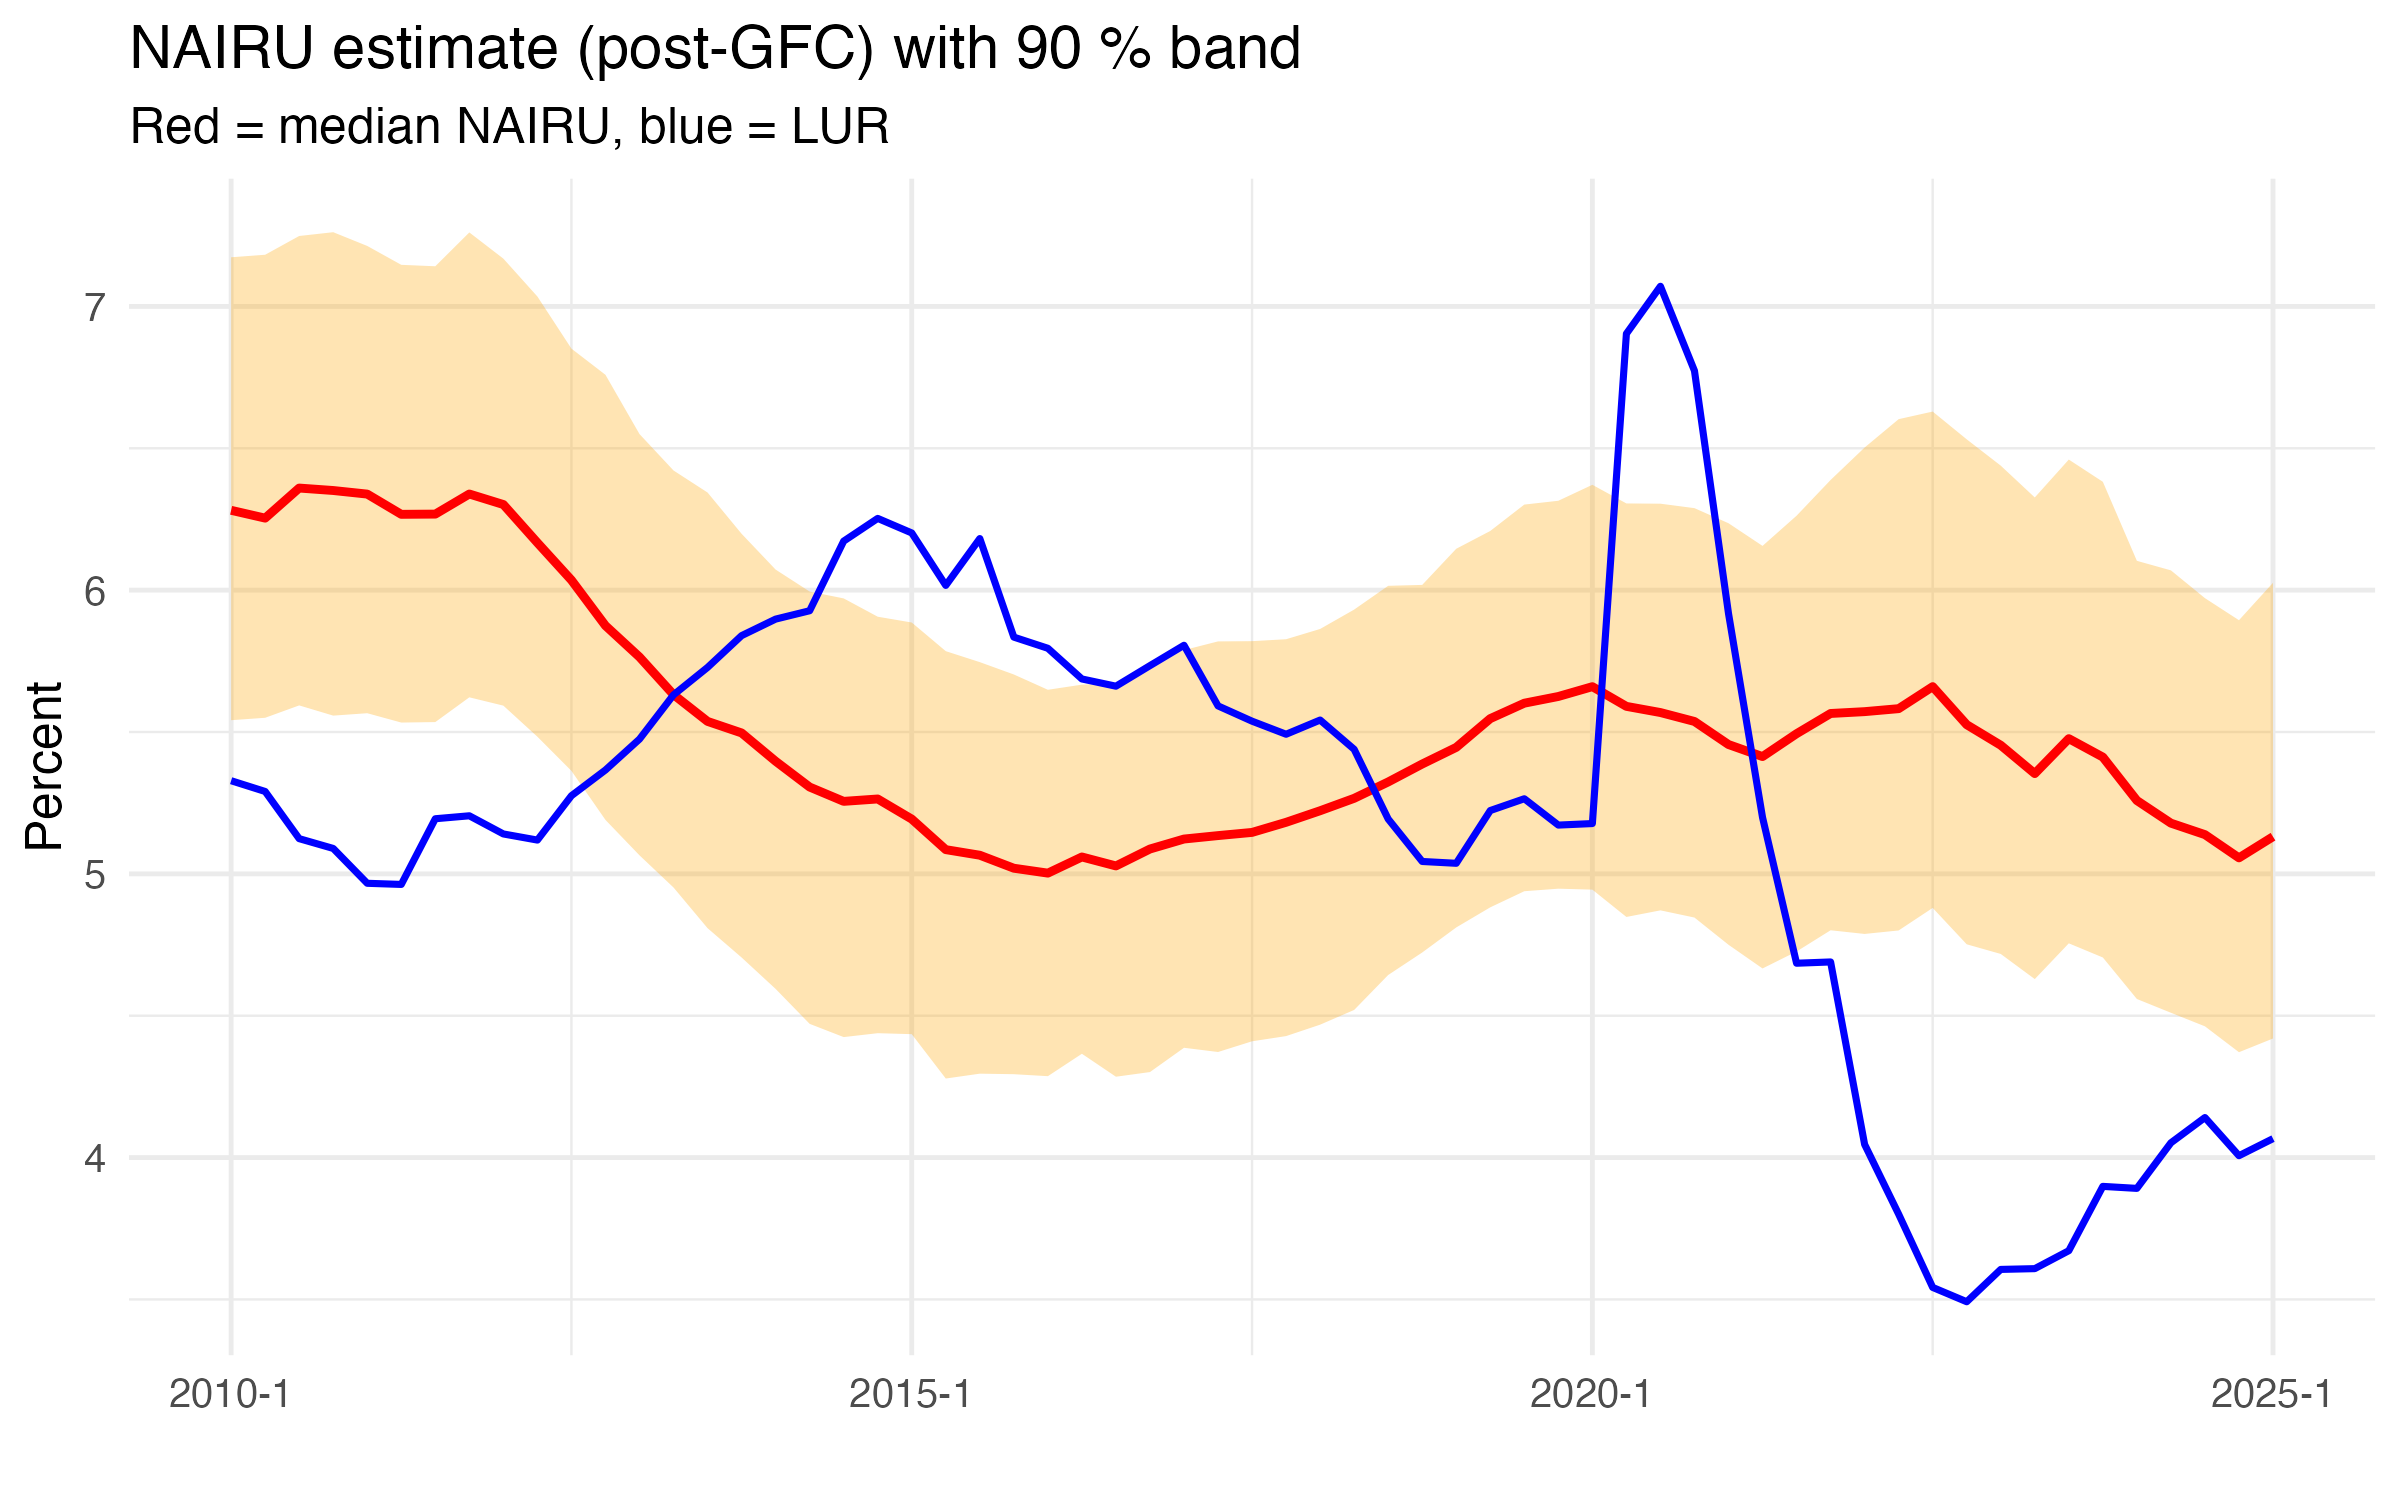 NAIRU estimate (post-GFC) with 90 % band
Red = median NAIRU, blue = LUR
Percent
7
6
5
4
2010-1
2015-1
2020-1
2025-1